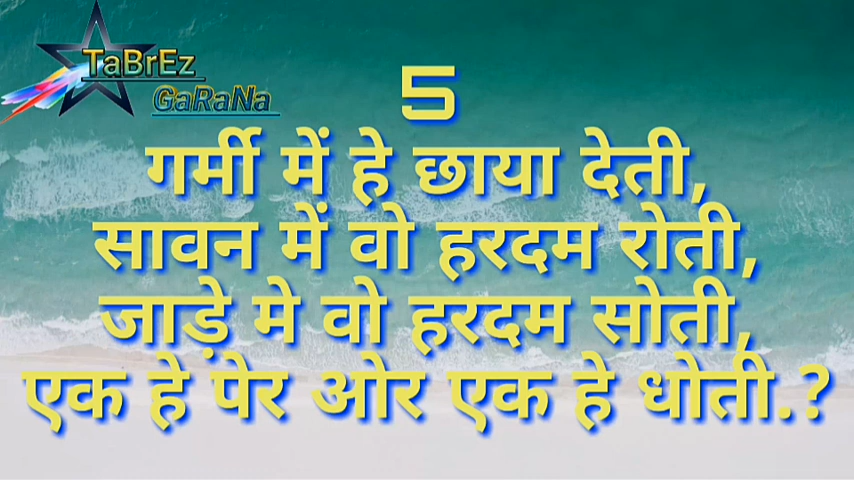 TaBrEz
GaRaNa
5
गर्मी में हे छाया देती,
सावन में वो हरदम रोती,
जाड़े मे वो हरदम सोती,
एक हे पेर ओर एक हे धोती.?